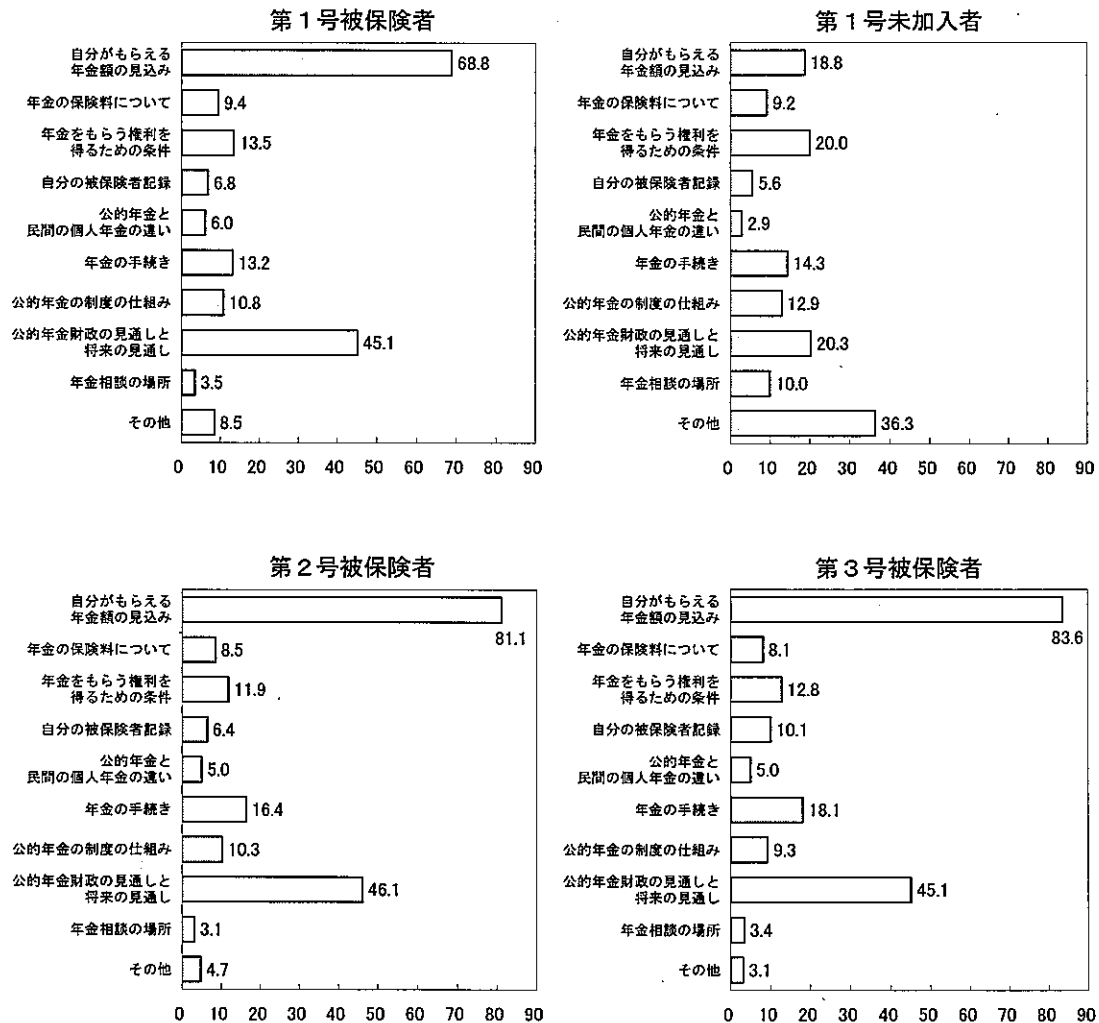 第１号被保険者
自分がもらえる
年金額の見込み
68.8
年金の保険料について
9.4
年金をもらう権利を
得るための条件
13.5
自分の被保険者記録
6.8
公的年金と
民間の個人年金の違い
6.0
年金の手続き
13.2
公的年金の制度の仕組み
10.8
公的年金財政の見通しと
将来の見通し
45.1
年金相談の場所
3.5
その他
8.5
0 10 20 30 40 50 60 70 80 90
第１号未加入者
自分がもらえる
年金額の見込み
18.8
年金の保険料について
9.2
年金をもらう権利を
得るための条件
20.0
自分の被保険者記録
5.6
公的年金と
民間の個人年金の違い
2.9
年金の手続き
14.3
公的年金の制度の仕組み
12.9
公的年金財政の見通しと
将来の見通し
20.3
年金相談の場所
10.0
その他
36.3
0 10 20 30 40 50 60 70 80 90
第２号被保険者
自分がもらえる
年金額の見込み
81.1
年金の保険料について
8.5
年金をもらう権利を
得るための条件
11.9
自分の被保険者記録
6.4
公的年金と
民間の個人年金の違い
5.0
年金の手続き
16.4
公的年金の制度の仕組み
10.3
公的年金財政の見通しと
将来の見通し
46.1
年金相談の場所
3.1
その他
4.7
0 10 20 30 40 50 60 70 80 90
第３号被保険者
自分がもらえる
年金額の見込み
83.6
年金の保険料について
8.1
年金をもらう権利を
得るための条件
12.8
自分の被保険者記録
10.1
公的年金と
民間の個人年金の違い
5.0
年金の手続き
18.1
公的年金の制度の仕組み
9.3
公的年金財政の見通しと
将来の見通し
45.1
年金相談の場所
3.4
その他
3.1
0 10 20 30 40 50 60 70 80 90